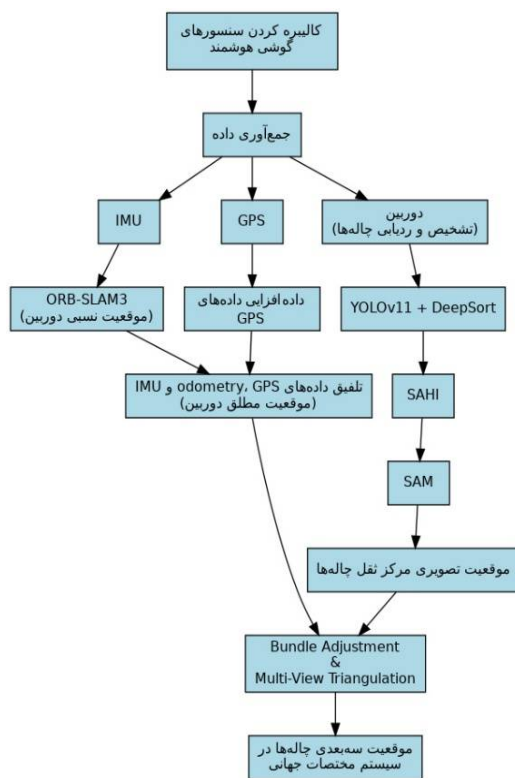 کالیبره کردن سنسورهای
گوشی هوشمند
جمع‌آوری داده
IMU
GPS
دوربین
(تشخیص و ردیابی چاله‌ها)
ORB-SLAM3
(موقعیت نسبی دوربین)
داده افزایی داده‌های
GPS
YOLOv11 + DeepSort
تلفیق داده‌های odometry، GPS و IMU
(موقعیت مطلق دوربین)
SAHI
SAM
موقعیت تصویری مرکز ثقل چاله‌ها
Bundle Adjustment
&
Multi-View Triangulation
موقعیت سه‌بعدی چاله‌ها در
سیستم مختصات جهانی